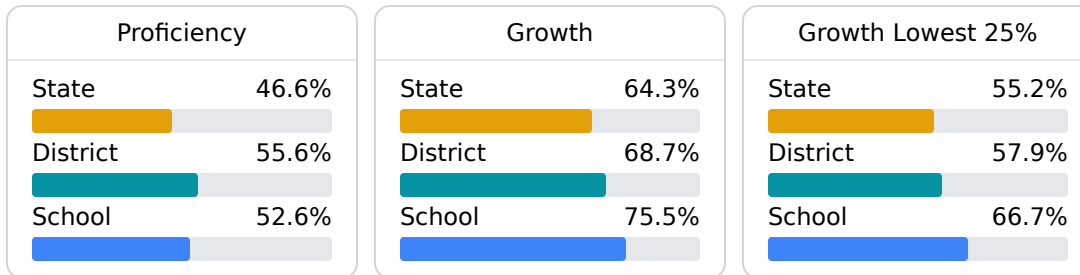 Proficiency
State 46.6%
District 55.6%
School 52.6%
Growth
State 64.3%
District 68.7%
School 75.5%
Growth Lowest 25%
State 55.2%
District 57.9%
School 66.7%